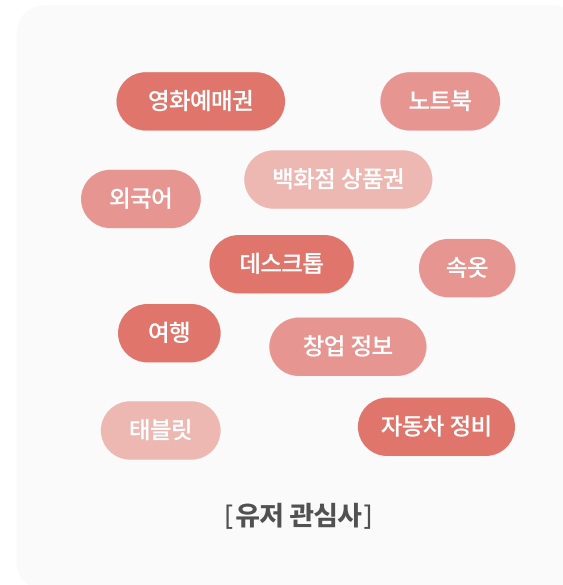 영화예매권
노트북
백화점 상품권
외국어
데스크톱
속옷
여행
창업 정보
태블릿
자동차 정비
[유저 관심사]